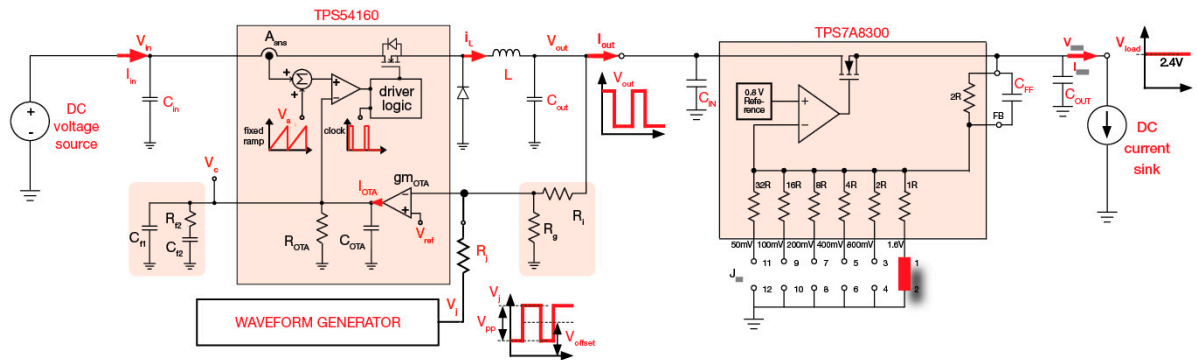 TPS54160
TPS7A8300
V_in
I_in
A_sns
i_L
L
V_out
I_out
V_out
C_in
C_out
DC
voltage
source
+
-
+
+
Σ
+
-
driver
logic
V_a
fixed
ramp
clock
V_c
I_OTA
gm_OTA
-
+
V_ref
R_f2
C_f1
C_f2
R_OTA
C_OTA
R_g
R_i
R_j
V_j
WAVEFORM GENERATOR
V_j
V_pp
V_offset
C_IN
0.8 V
Refe-
rence
+
−
2R
C_FF
FB
C_OUT
V
I
V_load
2.4V
DC
current
sink
32R
16R
8R
4R
2R
1R
50mV
100mV
200mV
400mV
800mV
1.6V
J
11
9
7
5
3
1
12
10
8
6
4
2